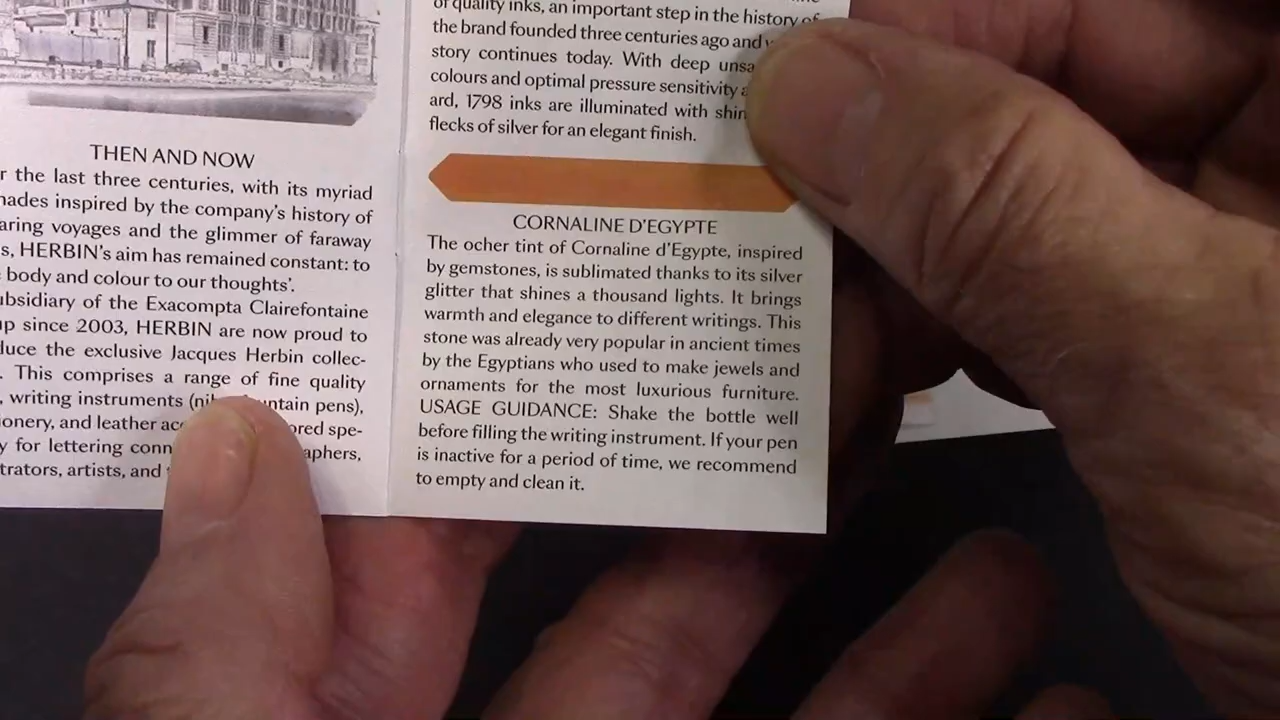 THEN AND NOW
the last three centuries, with its myriad
inspired by the company's history of
voyages and the glimmer of faraway
HERBIN's aim has remained constant: to
body and colour to our thoughts'.
of the Exacompta Clairefontaine
since 2003, HERBIN are now proud to
the exclusive Jacques Herbin collec-
This comprises a range of fine quality
writing instruments pens),
and leather spe-
for lettering
artists, and
of quality inks, an important step in the history of
the brand founded three centuries ago and
story continues today. With deep
colours and optimal pressure sensitivity
ard, 1798 inks are illuminated with
flecks of silver for an elegant finish.
CORNALINE D'EGYPTE
The ocher tint of Cornaline d'Egypte, inspired
by gemstones, is sublimated thanks to its silver
glitter that shines a thousand lights. It brings
warmth and elegance to different writings. This
stone was already very popular in ancient times
by the Egyptians who used to make jewels and
ornaments for the most luxurious furniture.
USAGE GUIDANCE: Shake the bottle well
before filling the writing instrument. If your pen
is inactive for a period of time, we recommend
to empty and clean it.